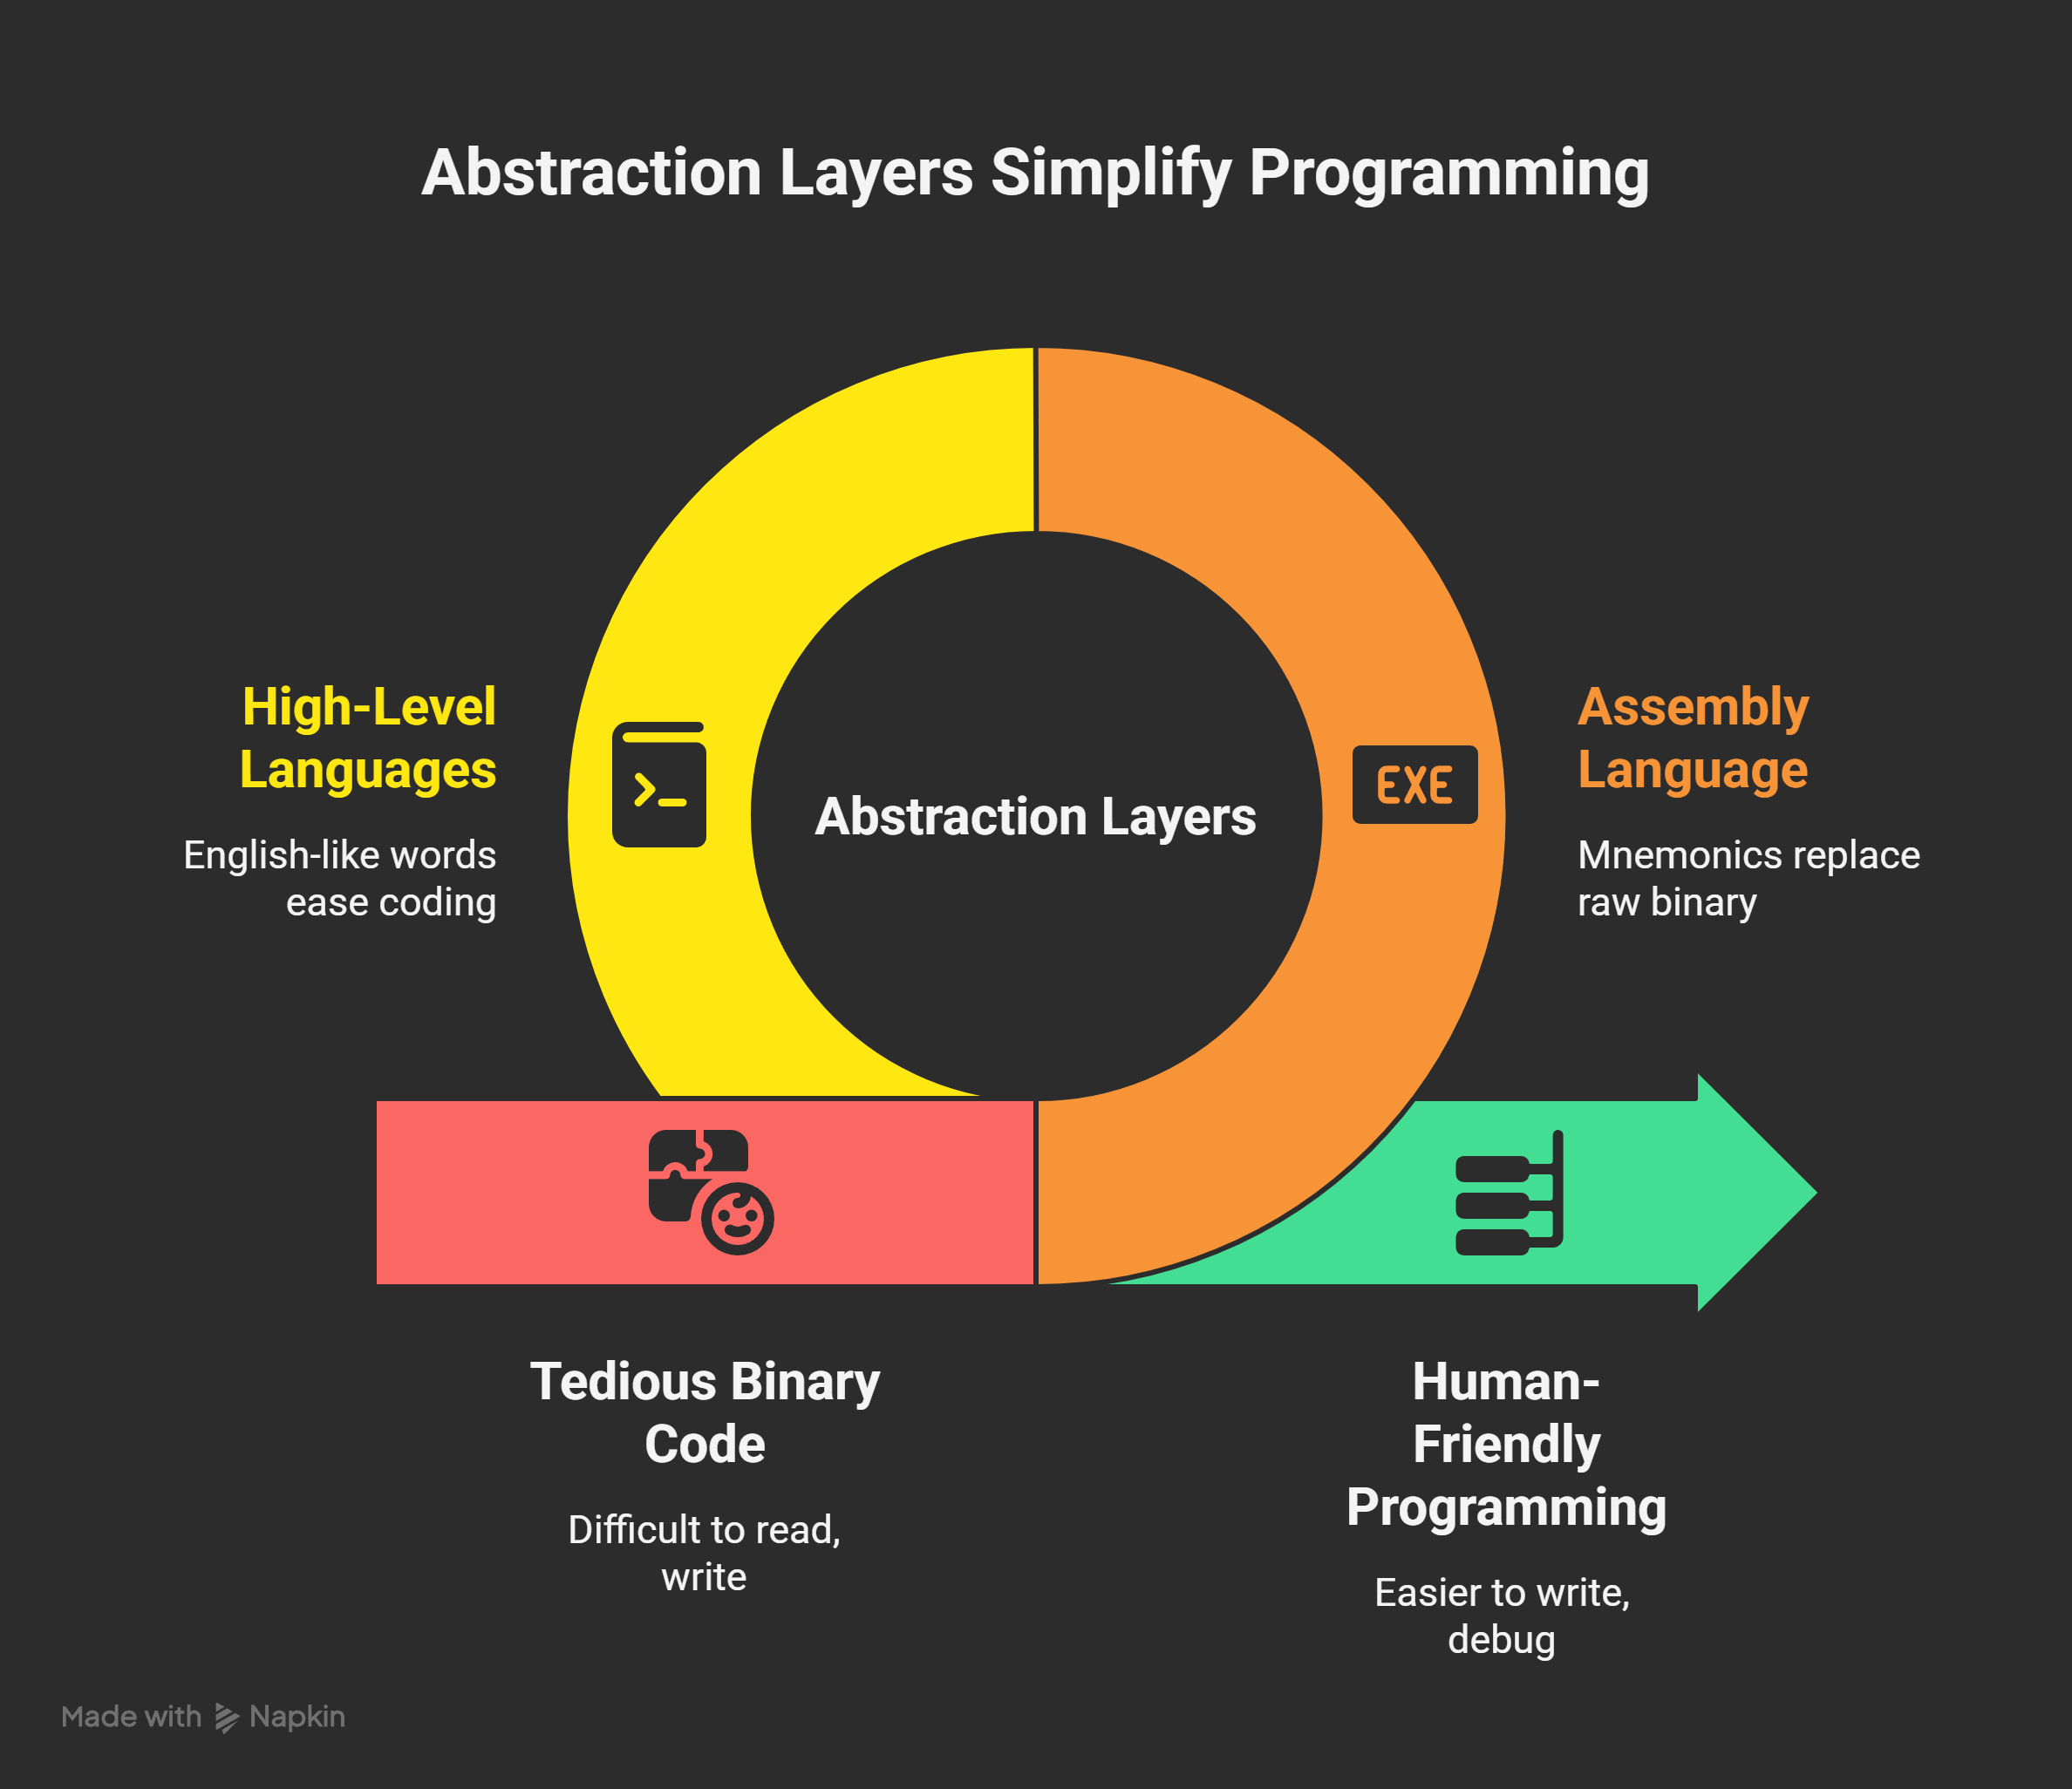 Abstraction Layers Simplify Programming
High-Level
Languages
English-like words
ease coding
Abstraction Layers
EXE
Assembly
Language
Mnemonics replace
raw binary
Tedious Binary
Code
Difficult to read,
write
Human-
Friendly
Programming
Easier to write,
debug
Made with Napkin